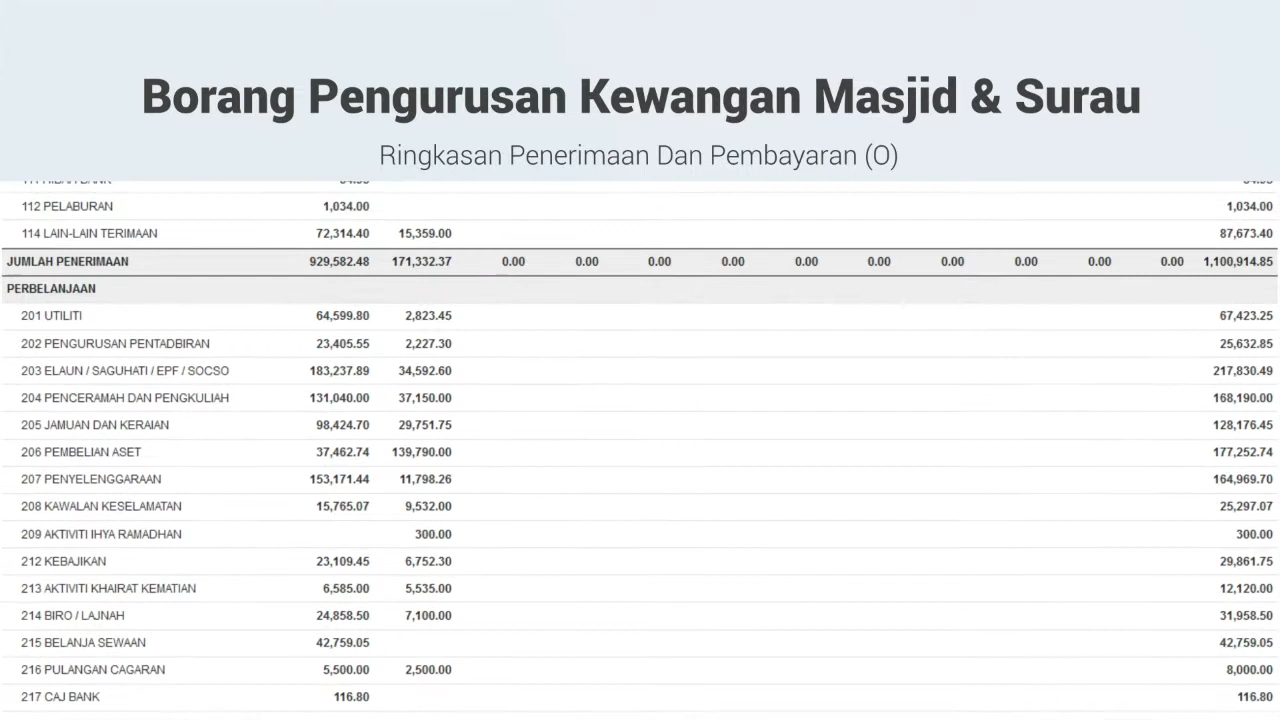 Borang Pengurusan Kewangan Masjid & Surau
Ringkasan Penerimaan Dan Pembayaran (O)
112 PELABURAN 1,034.00 1,034.00
114 LAIN-LAIN TERIMAAN 72,314.40 15,359.00 87,673.40
JUMLAH PENERIMAAN 929,582.48 171,332.37 0.00 0.00 0.00 0.00 0.00 0.00 0.00 0.00 0.00 0.00 1,100,914.85
PERBELANJAAN
201 UTILITI 64,599.80 2,823.45 67,423.25
202 PENGURUSAN PENTADBIRAN 23,405.55 2,227.30 25,632.85
203 ELAUN / SAGUHATI / EPF / SOCSO 183,237.89 34,592.60 217,830.49
204 PENCERAMAH DAN PENGKULIAH 131,040.00 37,150.00 168,190.00
205 JAMUAN DAN KERAIAN 98,424.70 29,751.75 128,176.45
206 PEMBELIAN ASET 37,462.74 139,790.00 177,252.74
207 PENYELENGGARAAN 153,171.44 11,798.26 164,969.70
208 KAWALAN KESELAMATAN 15,765.07 9,532.00 25,297.07
209 AKTIVITI IHYA RAMADHAN 300.00 300.00
212 KEBAJIKAN 23,109.45 6,752.30 29,861.75
213 AKTIVITI KHAIRAT KEMATIAN 6,585.00 5,535.00 12,120.00
214 BIRO / LAJNAH 24,858.50 7,100.00 31,958.50
215 BELANJA SEWAAN 42,759.05 42,759.05
216 PULANGAN CAGARAN 5,500.00 2,500.00 8,000.00
217 CAJ BANK 116.80 116.80